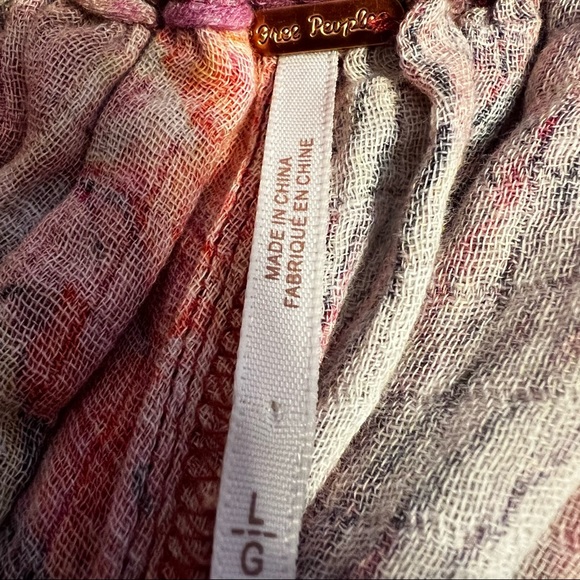 Free People
MADE IN CHINA
FABRIQUE EN CHINE
L
G